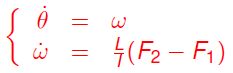 θ̇ = ω
ω̇ = L/I (F₂ − F₁)